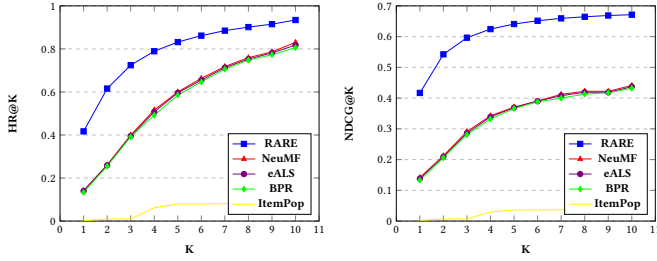 1
0.8
0.6
0.4
0.2
0
HR@K
0 1 2 3 4 5 6 7 8 9 10 11
K
RARE
NeuMF
eALS
BPR
ItemPop
0.7
0.6
0.5
0.4
0.3
0.2
0.1
0
NDCG@K
0 1 2 3 4 5 6 7 8 9 10 11
K
RARE
NeuMF
eALS
BPR
ItemPop